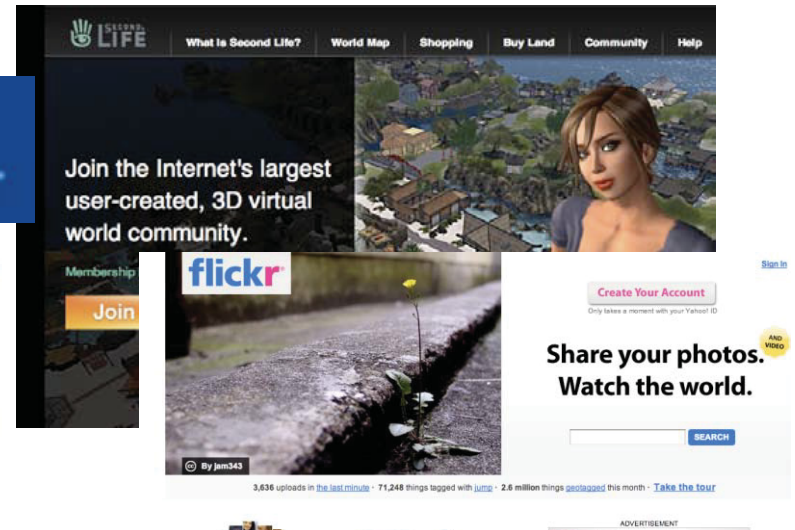 SECOND LIFE
What is Second Life? World Map Shopping Buy Land Community Help
Join the Internet's largest
user-created, 3D virtual
world community.
Membership
Join
flickr
Sign In
Create Your Account
Only takes a moment with your Yahoo! ID
AND
VIDEO
Share your photos.
Watch the world.
SEARCH
cc By jam343
3,636 uploads in the last minute · 71,248 things tagged with jump · 2.6 million things geotagged this month · Take the tour
ADVERTISEMENT